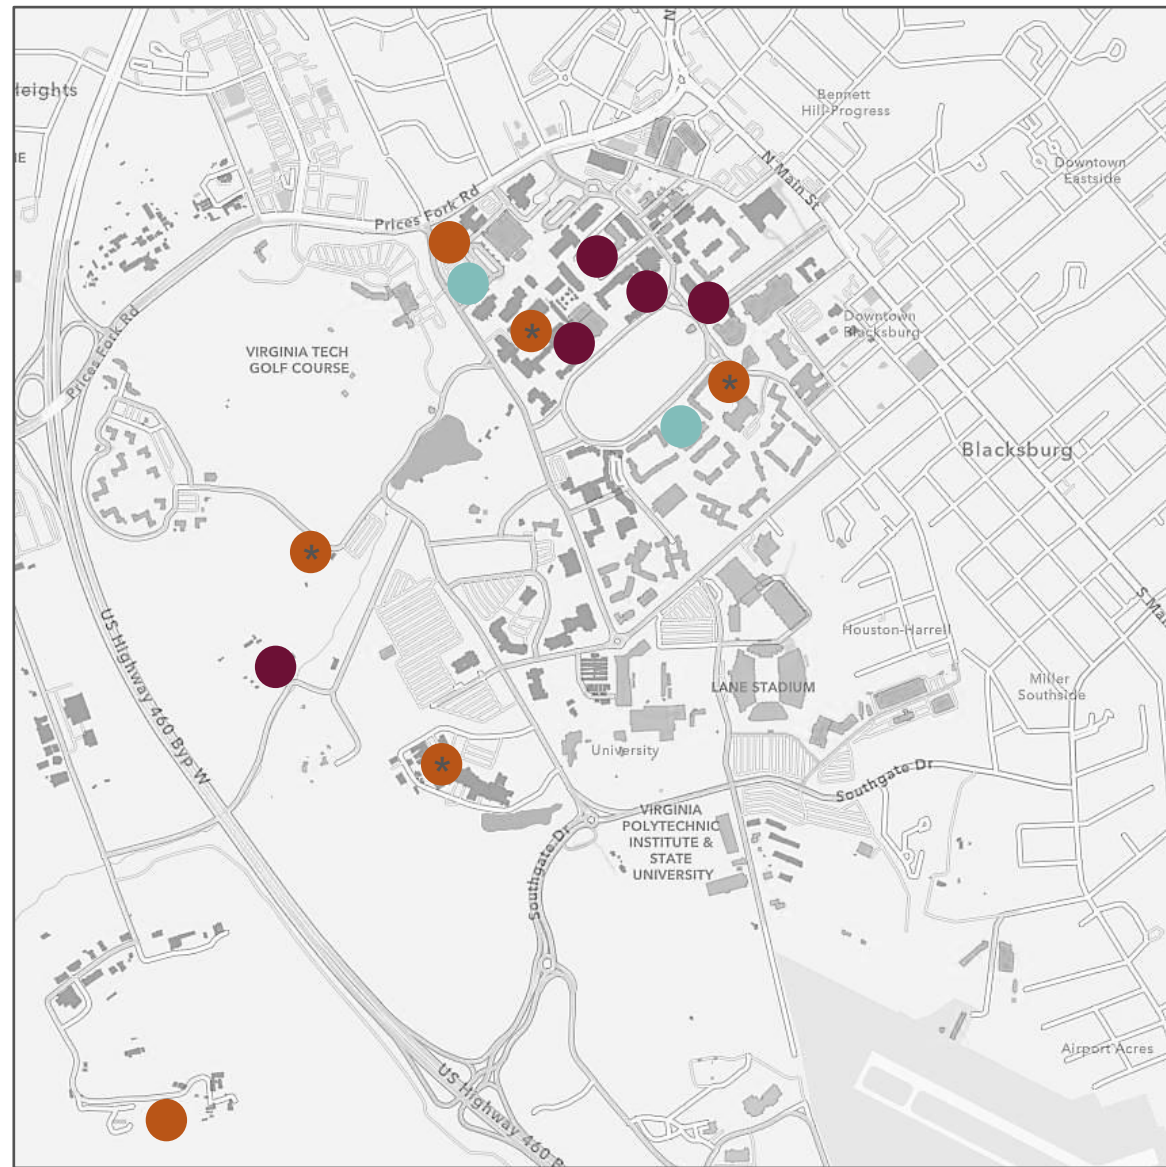 N
Heights
Bennett
Hill-Progress
N Main St
Downtown
Eastside
Prices Fork Rd
Prices Fork Rd
VIRGINIA TECH
GOLF COURSE
*
Downtown
Blacksburg
*
Blacksburg
*
US Highway 460 Byp W
S Mai
Houston-Harrell
Miller
Southside
LANE STADIUM
University
*
Southgate Dr
VIRGINIA
POLYTECHNIC
INSTITUTE &
STATE
UNIVERSITY
Southgate Dr
Airport Acres
US Highway 460